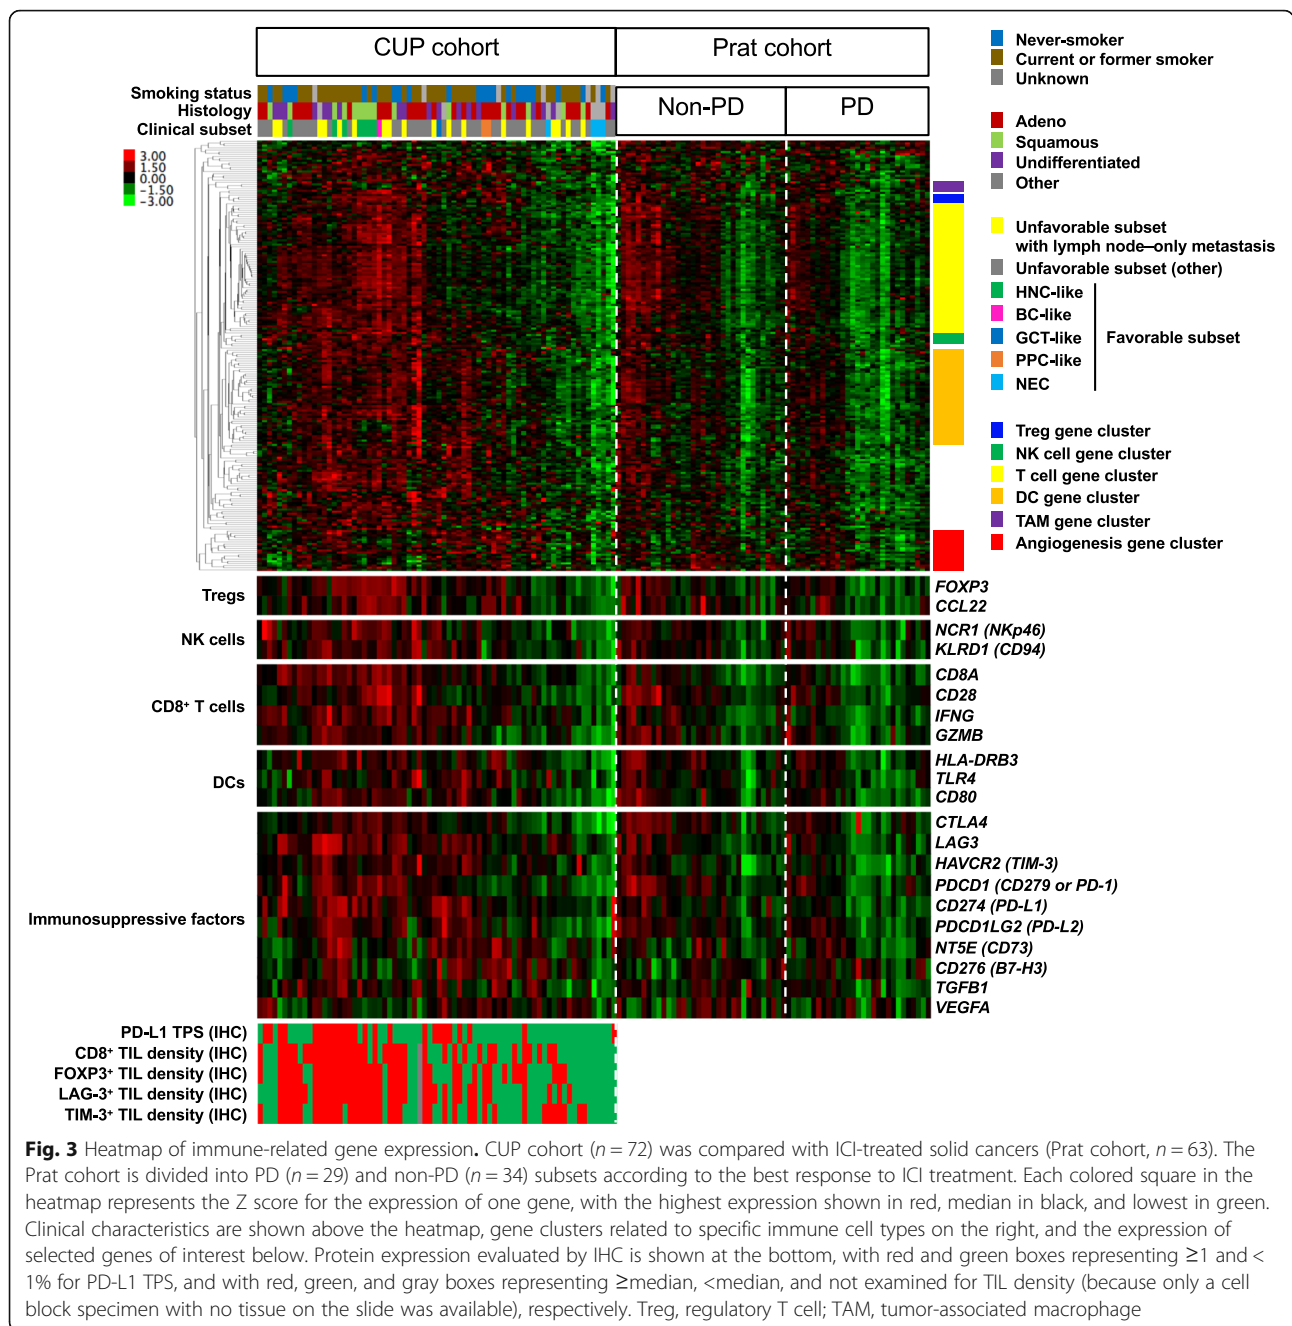 CUP cohort
Prat cohort
Non-PD
PD
Smoking status
Histology
Clinical subset
3.00
1.50
0.00
-1.50
-3.00
Never-smoker
Current or former smoker
Unknown
Adeno
Squamous
Undifferentiated
Other
Unfavorable subset
with lymph node–only metastasis
Unfavorable subset (other)
HNC-like
BC-like
GCT-like
PPC-like
NEC
Favorable subset
Treg gene cluster
NK cell gene cluster
T cell gene cluster
DC gene cluster
TAM gene cluster
Angiogenesis gene cluster
Tregs
FOXP3
CCL22
NK cells
NCR1 (NKp46)
KLRD1 (CD94)
CD8⁺ T cells
CD8A
CD28
IFNG
GZMB
DCs
HLA-DRB3
TLR4
CD80
Immunosuppressive factors
CTLA4
LAG3
HAVCR2 (TIM-3)
PDCD1 (CD279 or PD-1)
CD274 (PD-L1)
PDCD1LG2 (PD-L2)
NT5E (CD73)
CD276 (B7-H3)
TGFB1
VEGFA
PD-L1 TPS (IHC)
CD8⁺ TIL density (IHC)
FOXP3⁺ TIL density (IHC)
LAG-3⁺ TIL density (IHC)
TIM-3⁺ TIL density (IHC)
Fig. 3 Heatmap of immune-related gene expression. CUP cohort (n = 72) was compared with ICI-treated solid cancers (Prat cohort, n = 63). The
Prat cohort is divided into PD (n = 29) and non-PD (n = 34) subsets according to the best response to ICI treatment. Each colored square in the
heatmap represents the Z score for the expression of one gene, with the highest expression shown in red, median in black, and lowest in green.
Clinical characteristics are shown above the heatmap, gene clusters related to specific immune cell types on the right, and the expression of
selected genes of interest below. Protein expression evaluated by IHC is shown at the bottom, with red and green boxes representing ≥1 and <
1% for PD-L1 TPS, and with red, green, and gray boxes representing ≥median, <median, and not examined for TIL density (because only a cell
block specimen with no tissue on the slide was available), respectively. Treg, regulatory T cell; TAM, tumor-associated macrophage